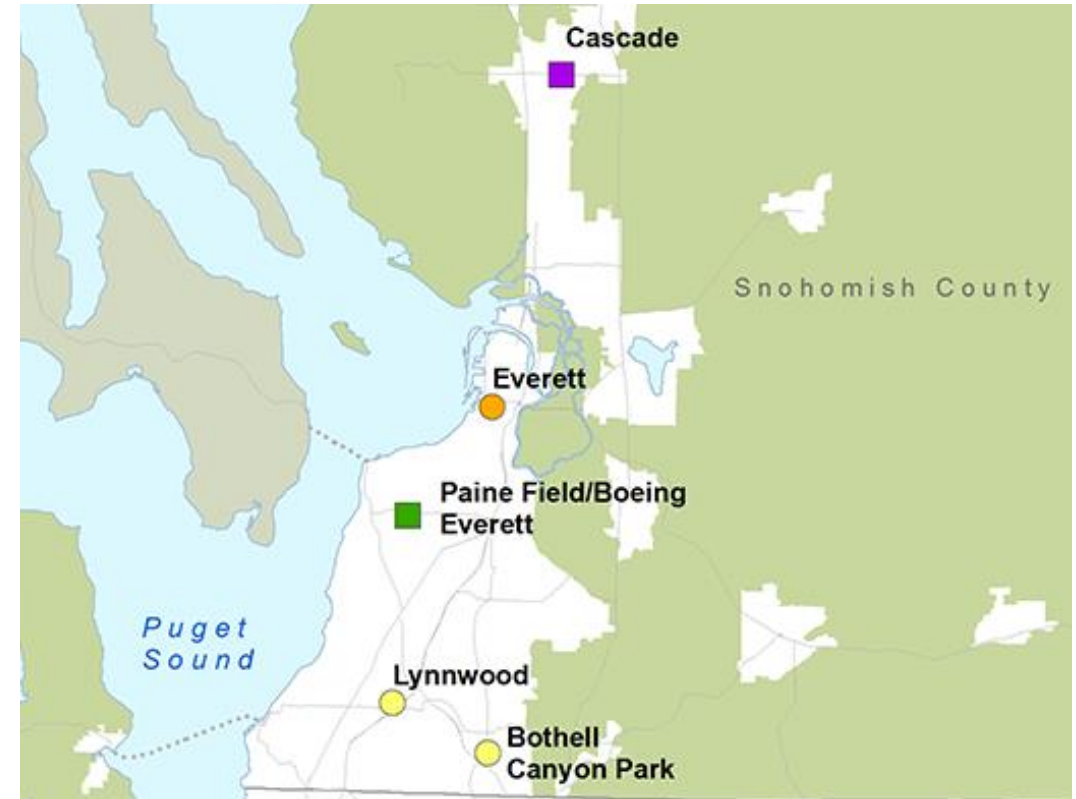 Cascade
Snohomish County
Everett
Paine Field/Boeing
Everett
Puget
Sound
Lynnwood
Bothell
Canyon Park